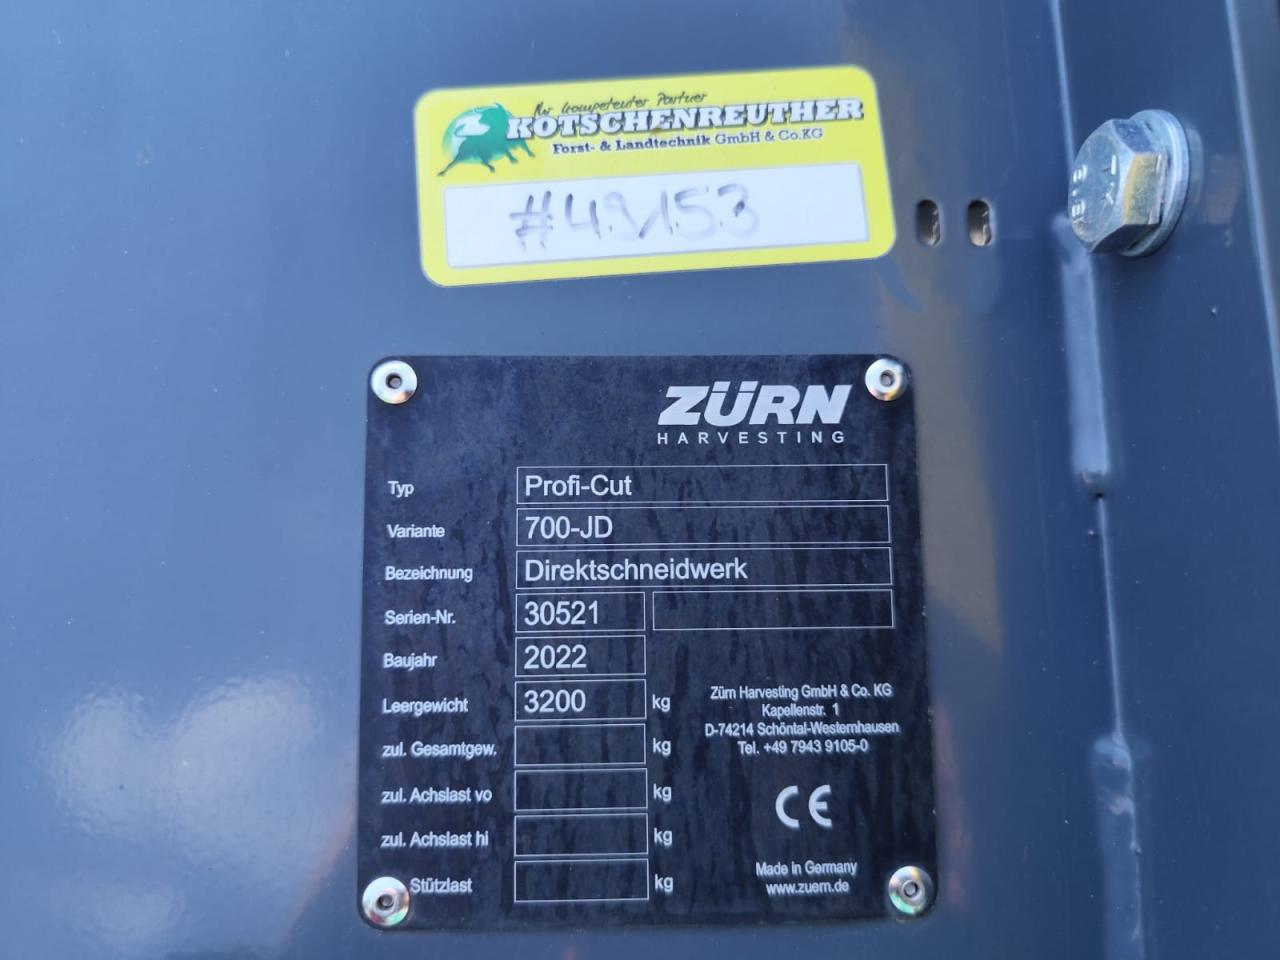 Ihr kompetenter Partner
KOTSCHENREUTHER
Forst- & Landtechnik GmbH & Co.KG
#49153
8.8
ZÜRN
HARVESTING
Typ Profi-Cut
Variante 700-JD
Bezeichnung Direktschneidwerk
Serien-Nr. 30521
Baujahr 2022
Leergewicht 3200 kg
zul. Gesamtgew. kg
zul. Achslast vo kg
zul. Achslast hi kg
Stützlast kg
Zürn Harvesting GmbH & Co. KG
Kapellenstr. 1
D-74214 Schöntal-Westernhausen
Tel. +49 7943 9105-0
CE
Made in Germany
www.zuern.de